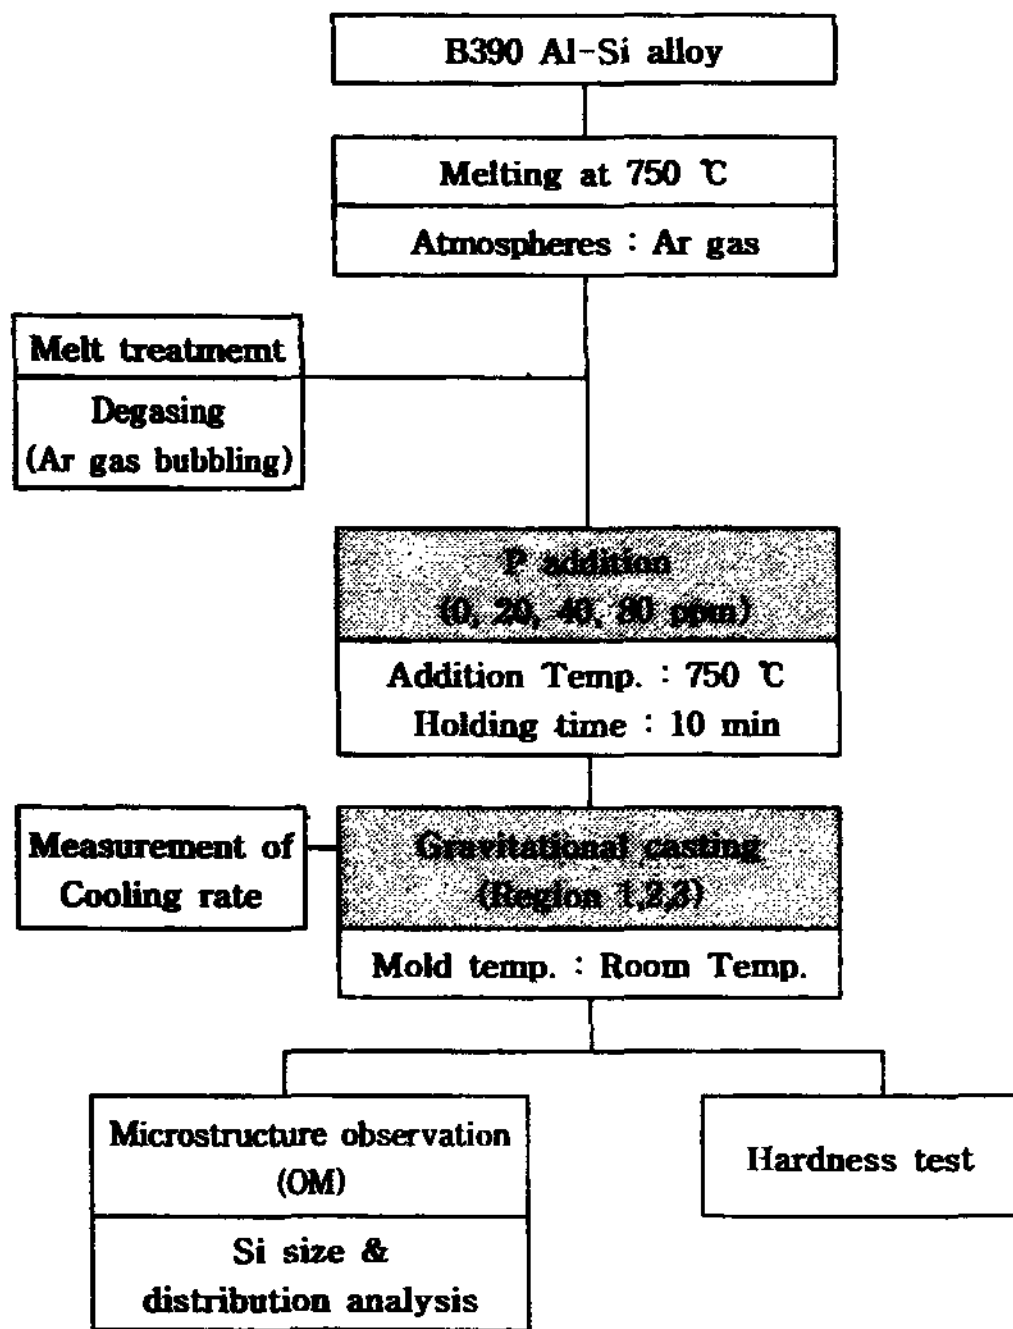 B390 Al-Si alloy
Melting at 750 ℃
Atmospheres : Ar gas
Melt treatmemt
Degasing
(Ar gas bubbling)
P addition
(0, 20, 40, 80 ppm)
Addition Temp. : 750 ℃
Holding time : 10 min
Measurement of
Cooling rate
Gravitational casting
(Region 1,2,3)
Mold temp. : Room Temp.
Microstructure observation
(OM)
Si size &
distribution analysis
Hardness test